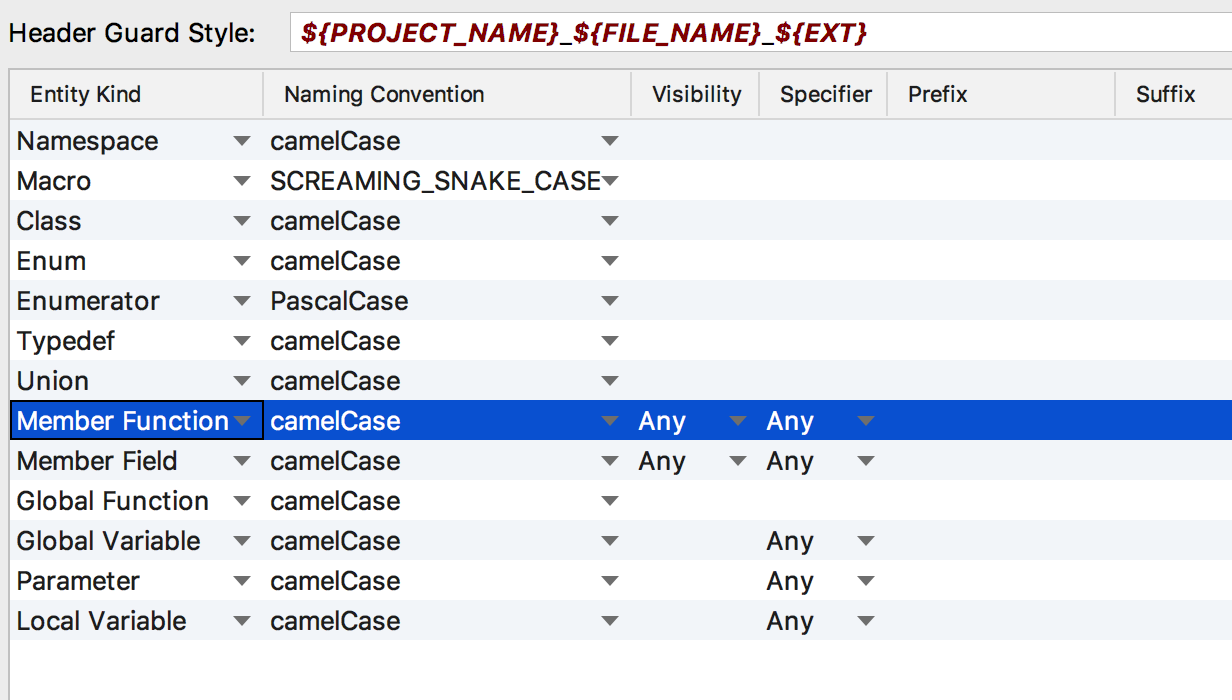 Header Guard Style: ${PROJECT_NAME}_${FILE_NAME}_${EXT}
Entity Kind Naming Convention Visibility Specifier Prefix Suffix
Namespace camelCase
Macro SCREAMING_SNAKE_CASE
Class camelCase
Enum camelCase
Enumerator PascalCase
Typedef camelCase
Union camelCase
Member Function camelCase Any Any
Member Field camelCase Any Any
Global Function camelCase
Global Variable camelCase Any
Parameter camelCase Any
Local Variable camelCase Any